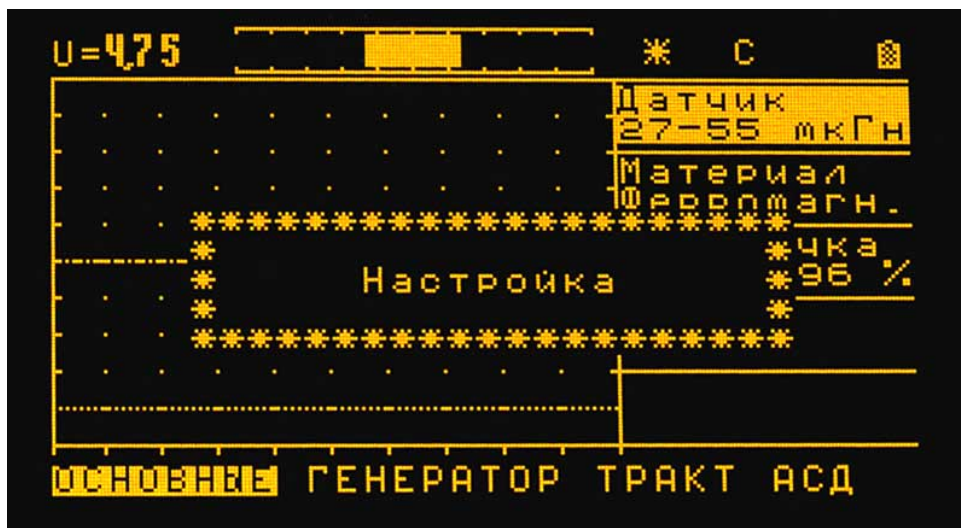 U=4,75 * C
Датчик
27-55 мкГн
Материал
Ферромагн.
чка
96 %
Настройка
ОСНОВНЫЕ ГЕНЕРАТОР ТРАКТ АСД